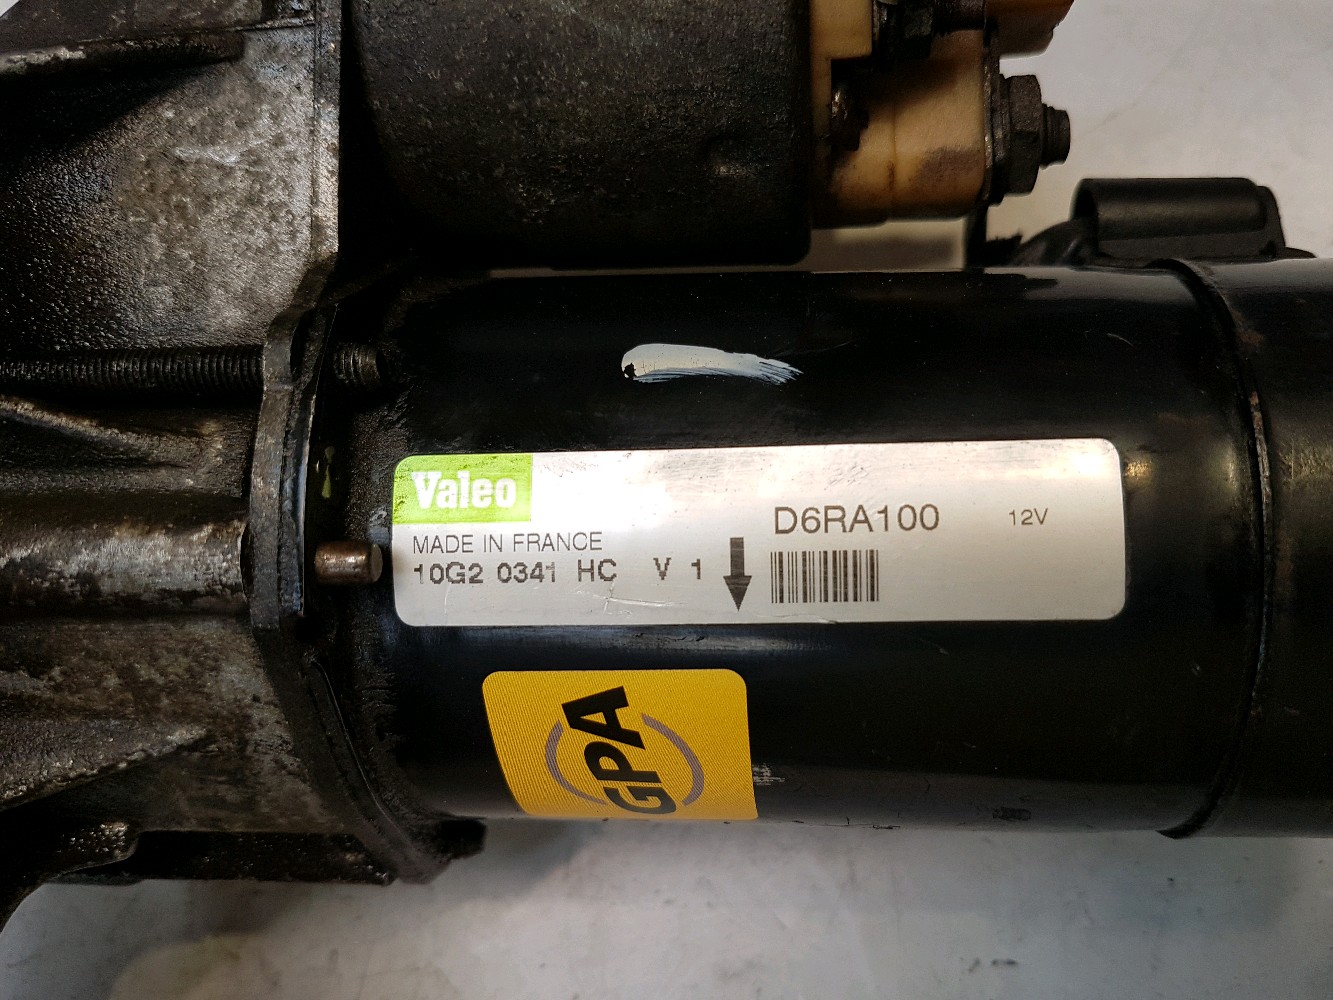 Valeo
MADE IN FRANCE
10G2 0341 HC V 1
D6RA100 12V
GPA